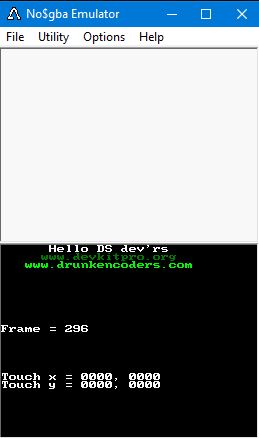 No$gba Emulator
File Utility Options Help
Hello DS dev'rs
www.devkitpro.org
www.drunkencoders.com
Frame = 296
Touch x = 0000, 0000
Touch y = 0000, 0000